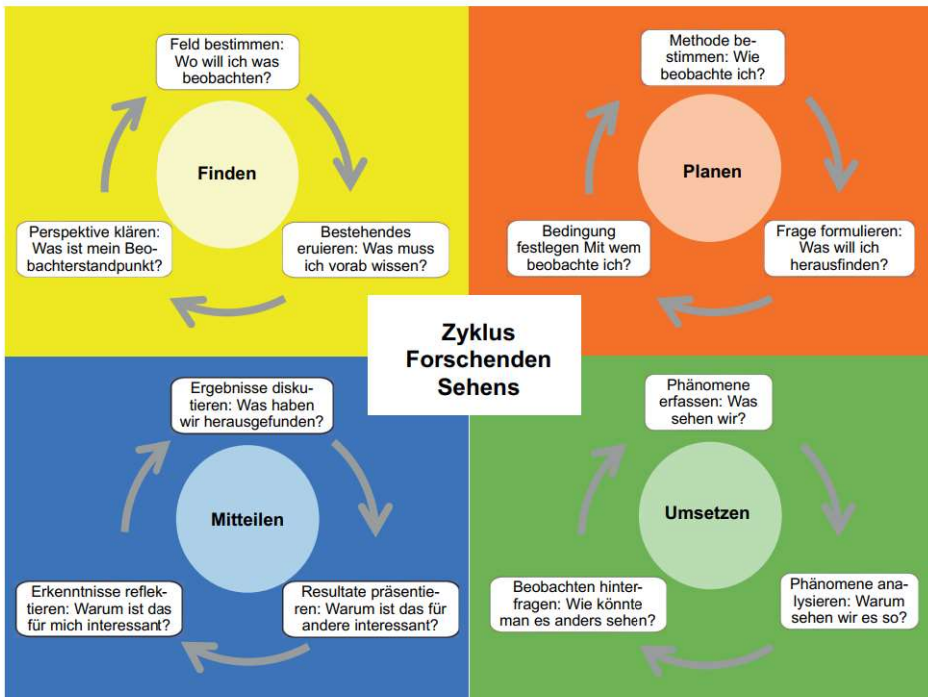 Feld bestimmen:
Wo will ich was
beobachten?
Finden
Perspektive klären:
Was ist mein Beo-
bachterstandpunkt?
Bestehendes
eruieren: Was muss
ich vorab wissen?
Methode be-
stimmen: Wie
beobachte ich?
Planen
Bedingung
festlegen Mit wem
beobachte ich?
Frage formulieren:
Was will ich
herausfinden?
Zyklus
Forschenden
Sehens
Ergebnisse disku-
tieren: Was haben
wir herausgefunden?
Mitteilen
Erkenntnisse reflek-
tieren: Warum ist das
für mich interessant?
Resultate präsentie-
ren: Warum ist das für
andere interessant?
Phänomene
erfassen: Was
sehen wir?
Umsetzen
Beobachten hinter-
fragen: Wie könnte
man es anders sehen?
Phänomene ana-
lysieren: Warum
sehen wir es so?